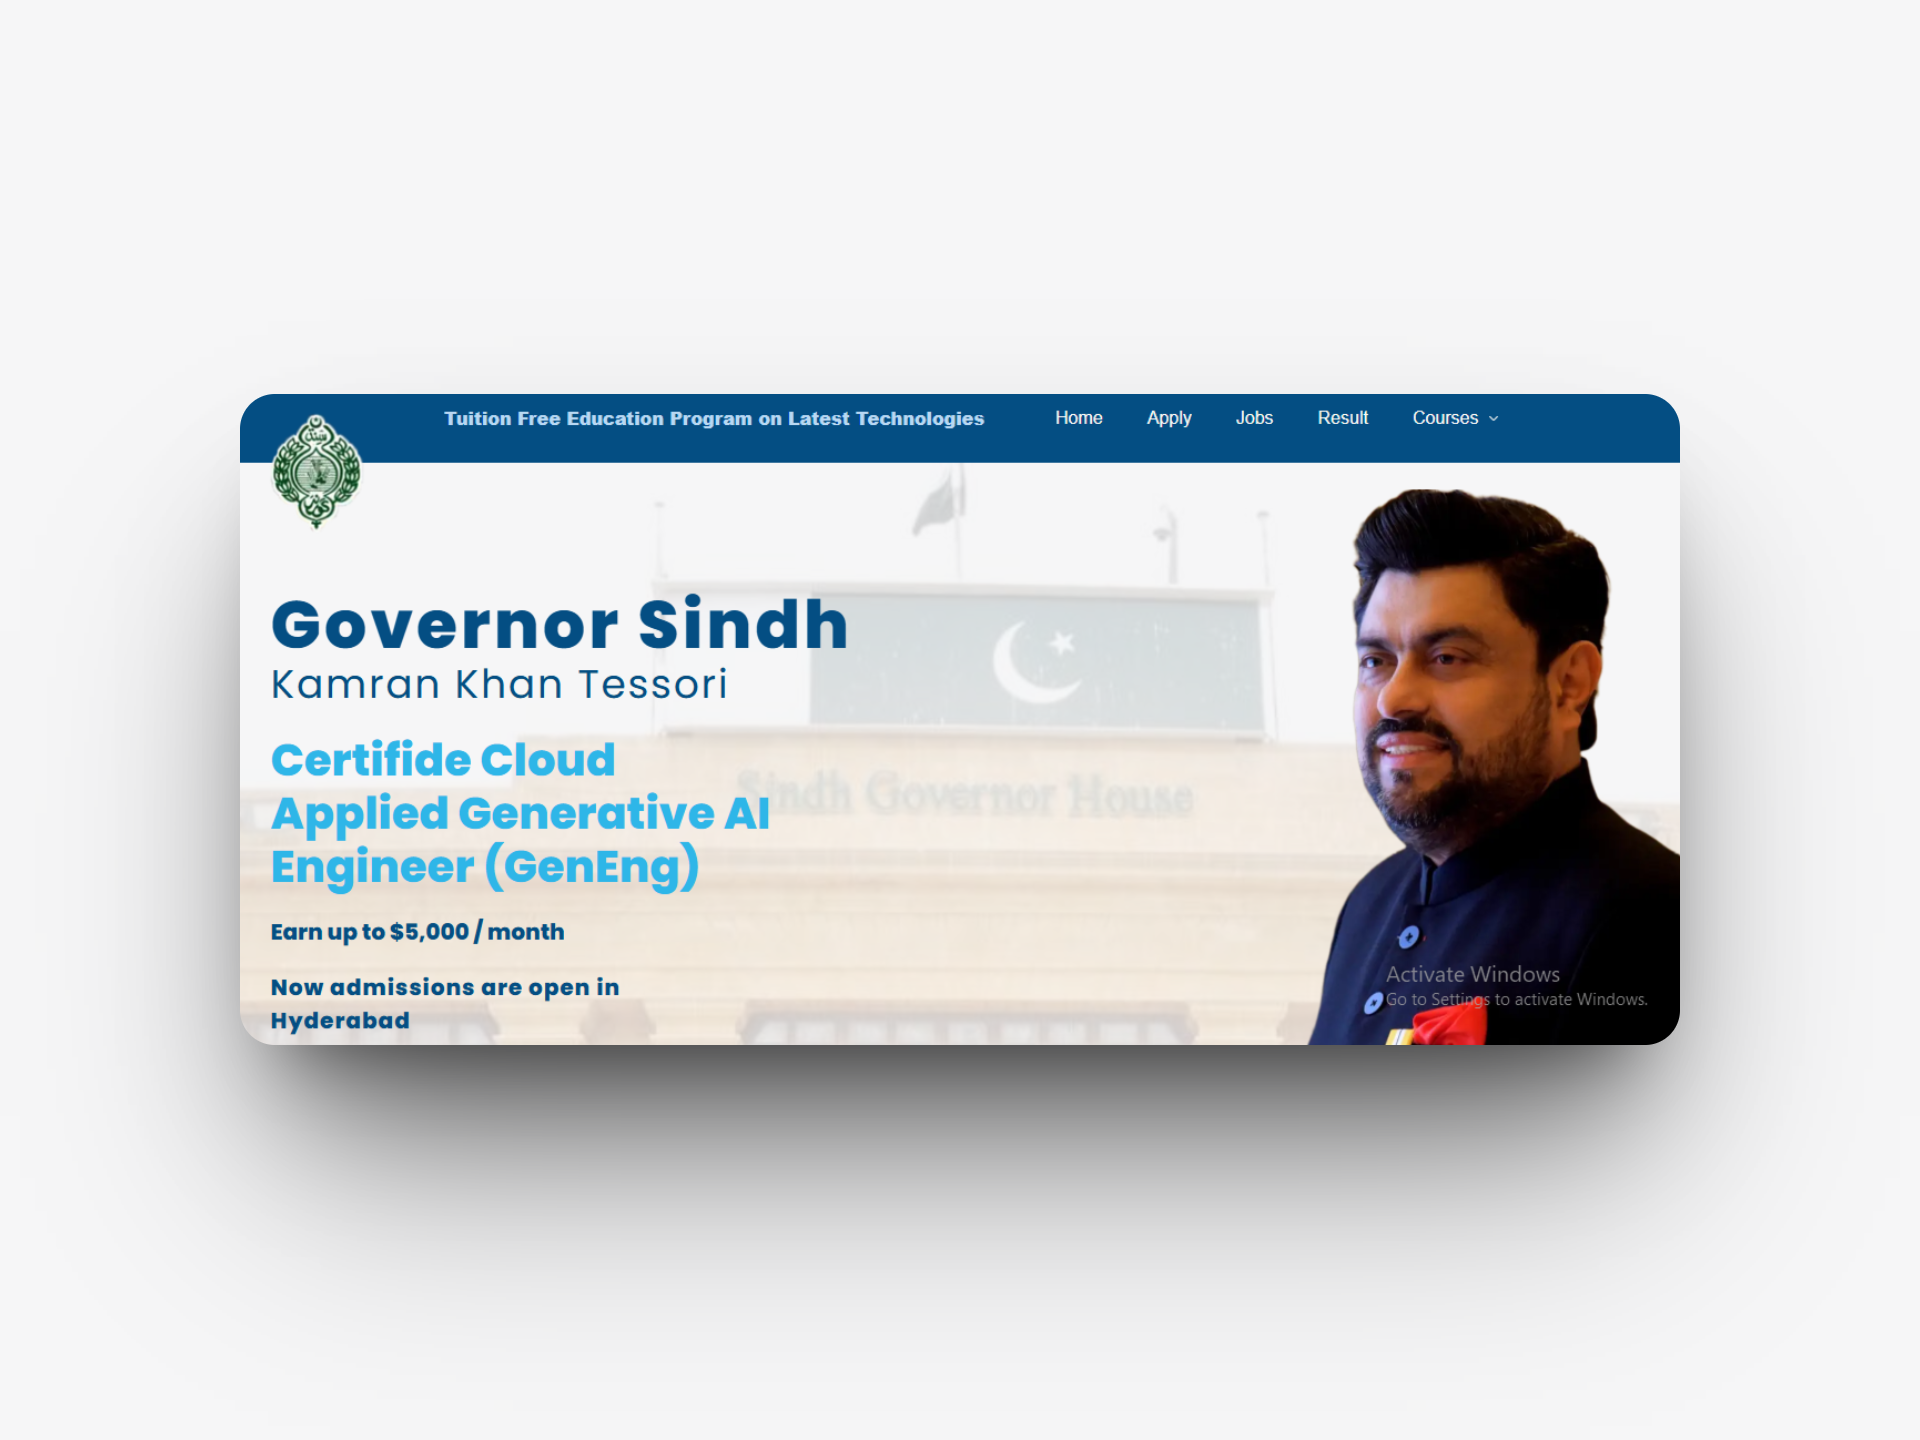 Tuition Free Education Program on Latest Technologies
Home Apply Jobs Result Courses
Governor Sindh
Kamran Khan Tessori
Certifide Cloud
Applied Generative AI
Engineer (GenEng)
Sindh Governor House
Earn up to $5,000 / month
Now admissions are open in
Hyderabad
Activate Windows
Go to Settings to activate Windows.